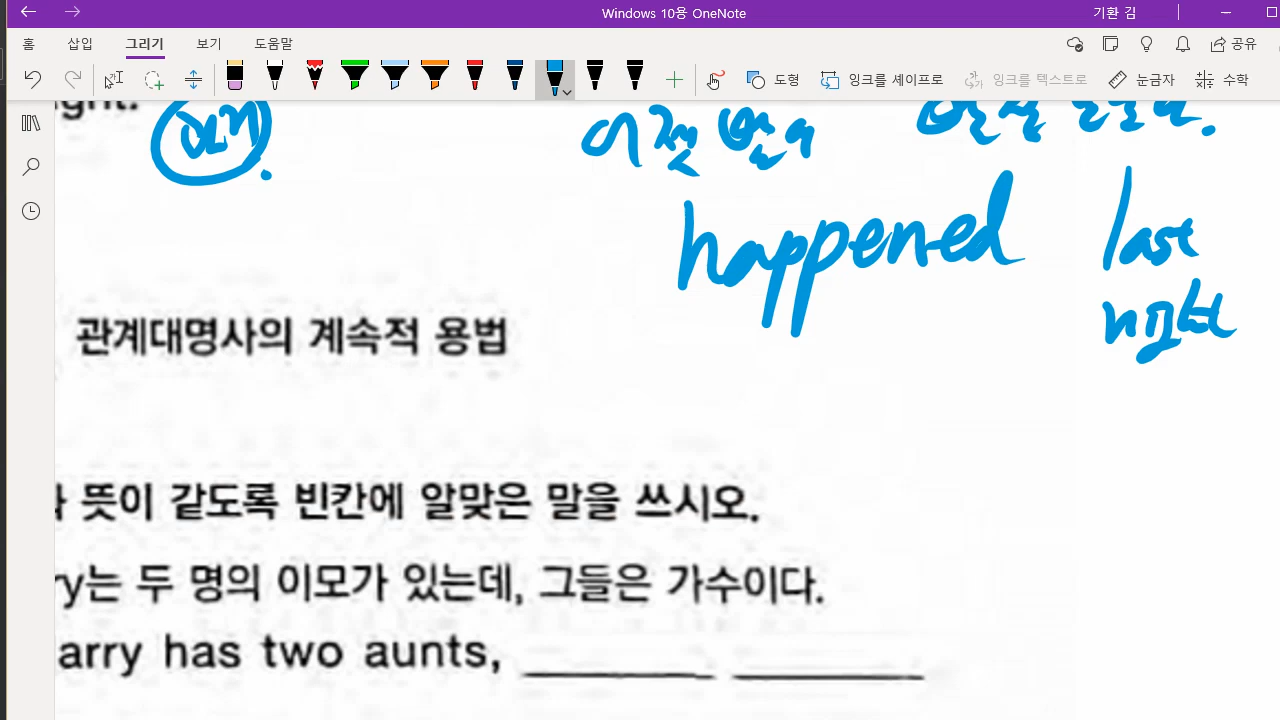 Windows 10용 OneNote
기환 김
홈 삽입 그리기 보기 도움말
공유
도형 잉크를 셰이프로 잉크를 텍스트로 눈금자 수학
ght.
어제.
happened last
night
관계대명사의 계속적 용법
뜻이 같도록 빈칸에 알맞은 말을 쓰시오.
ry는 두 명의 이모가 있는데, 그들은 가수이다.
arry has two aunts,